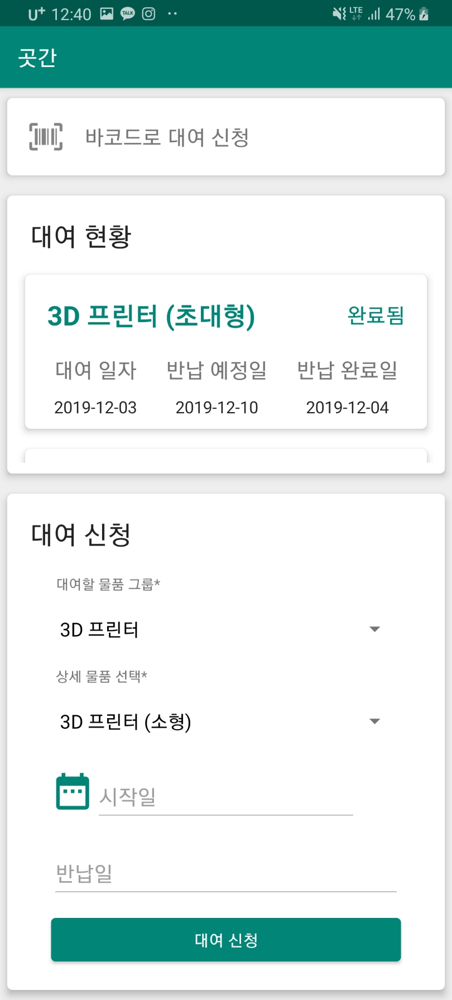 U+ 12:40 TALK LTE 47%
곳간
바코드로 대여 신청
대여 현황
3D 프린터 (초대형) 완료됨
대여 일자 반납 예정일 반납 완료일
2019-12-03 2019-12-10 2019-12-04
대여 신청
대여할 물품 그룹*
3D 프린터
상세 물품 선택*
3D 프린터 (소형)
시작일
반납일
대여 신청